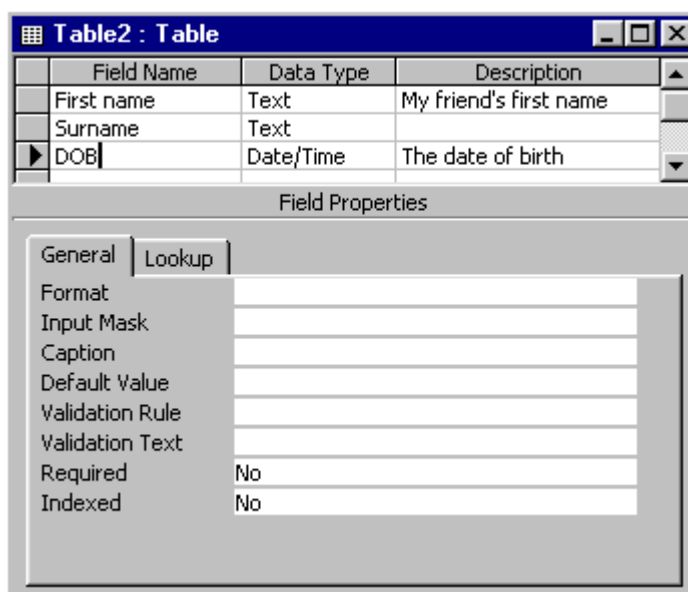 Table2 : Table
Field Name Data Type Description
First name Text My friend's first name
Surname Text
DOB Date/Time The date of birth
Field Properties
General Lookup
Format
Input Mask
Caption
Default Value
Validation Rule
Validation Text
Required No
Indexed No